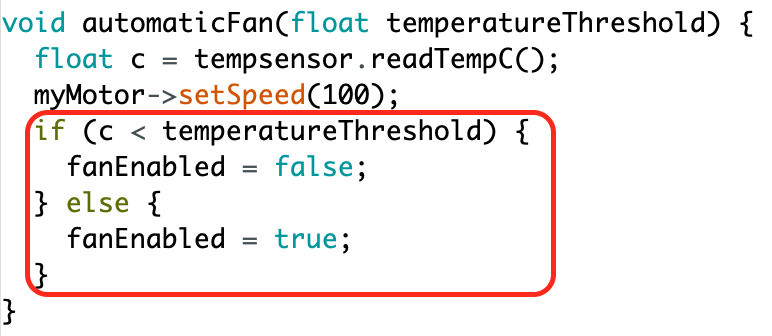 void automaticFan(float temperatureThreshold) {
  float c = tempsensor.readTempC();
  myMotor->setSpeed(100);
  if (c < temperatureThreshold) {
    fanEnabled = false;
  } else {
    fanEnabled = true;
  }
}